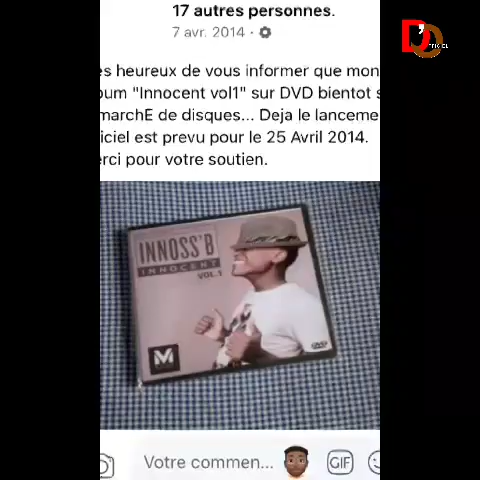 17 autres personnes.
7 avr. 2014
es heureux de vous informer que mon
bum "Innocent vol1" sur DVD bientot s
marchE de disques... Deja le lanceme
iciel est prevu pour le 25 Avril 2014.
erci pour votre soutien.
INNOSS'B
INNOCENT
VOL.1
M
DVD
Votre commen...
GIF